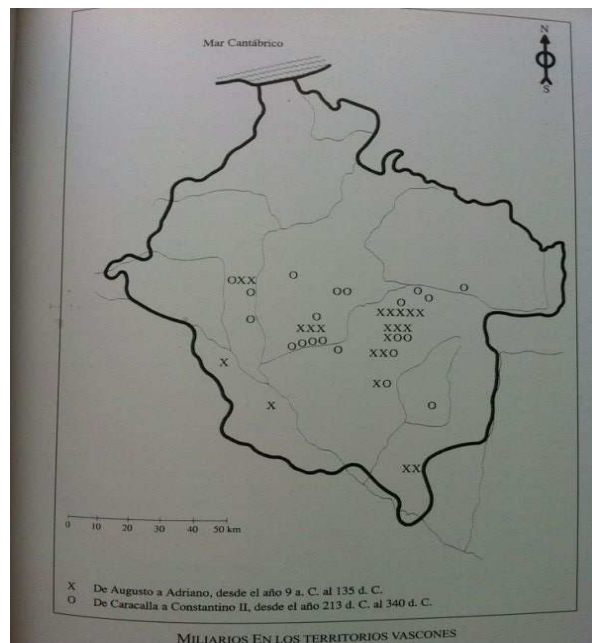 Mar Cantábrico
N
S
O X X
O
O O
O
O
O
O
O
O
X X X X X
O
O
X X X
X X X
X O O
O O O O
O
X X O
X
X O
X
O
X X
0 10 20 30 40 50 km
X De Augusto a Adriano, desde el año 9 a. C. al 135 d. C.
O De Caracalla a Constantino II, desde el año 213 d. C. al 340 d. C.
MILIARIOS EN LOS TERRITORIOS VASCONES